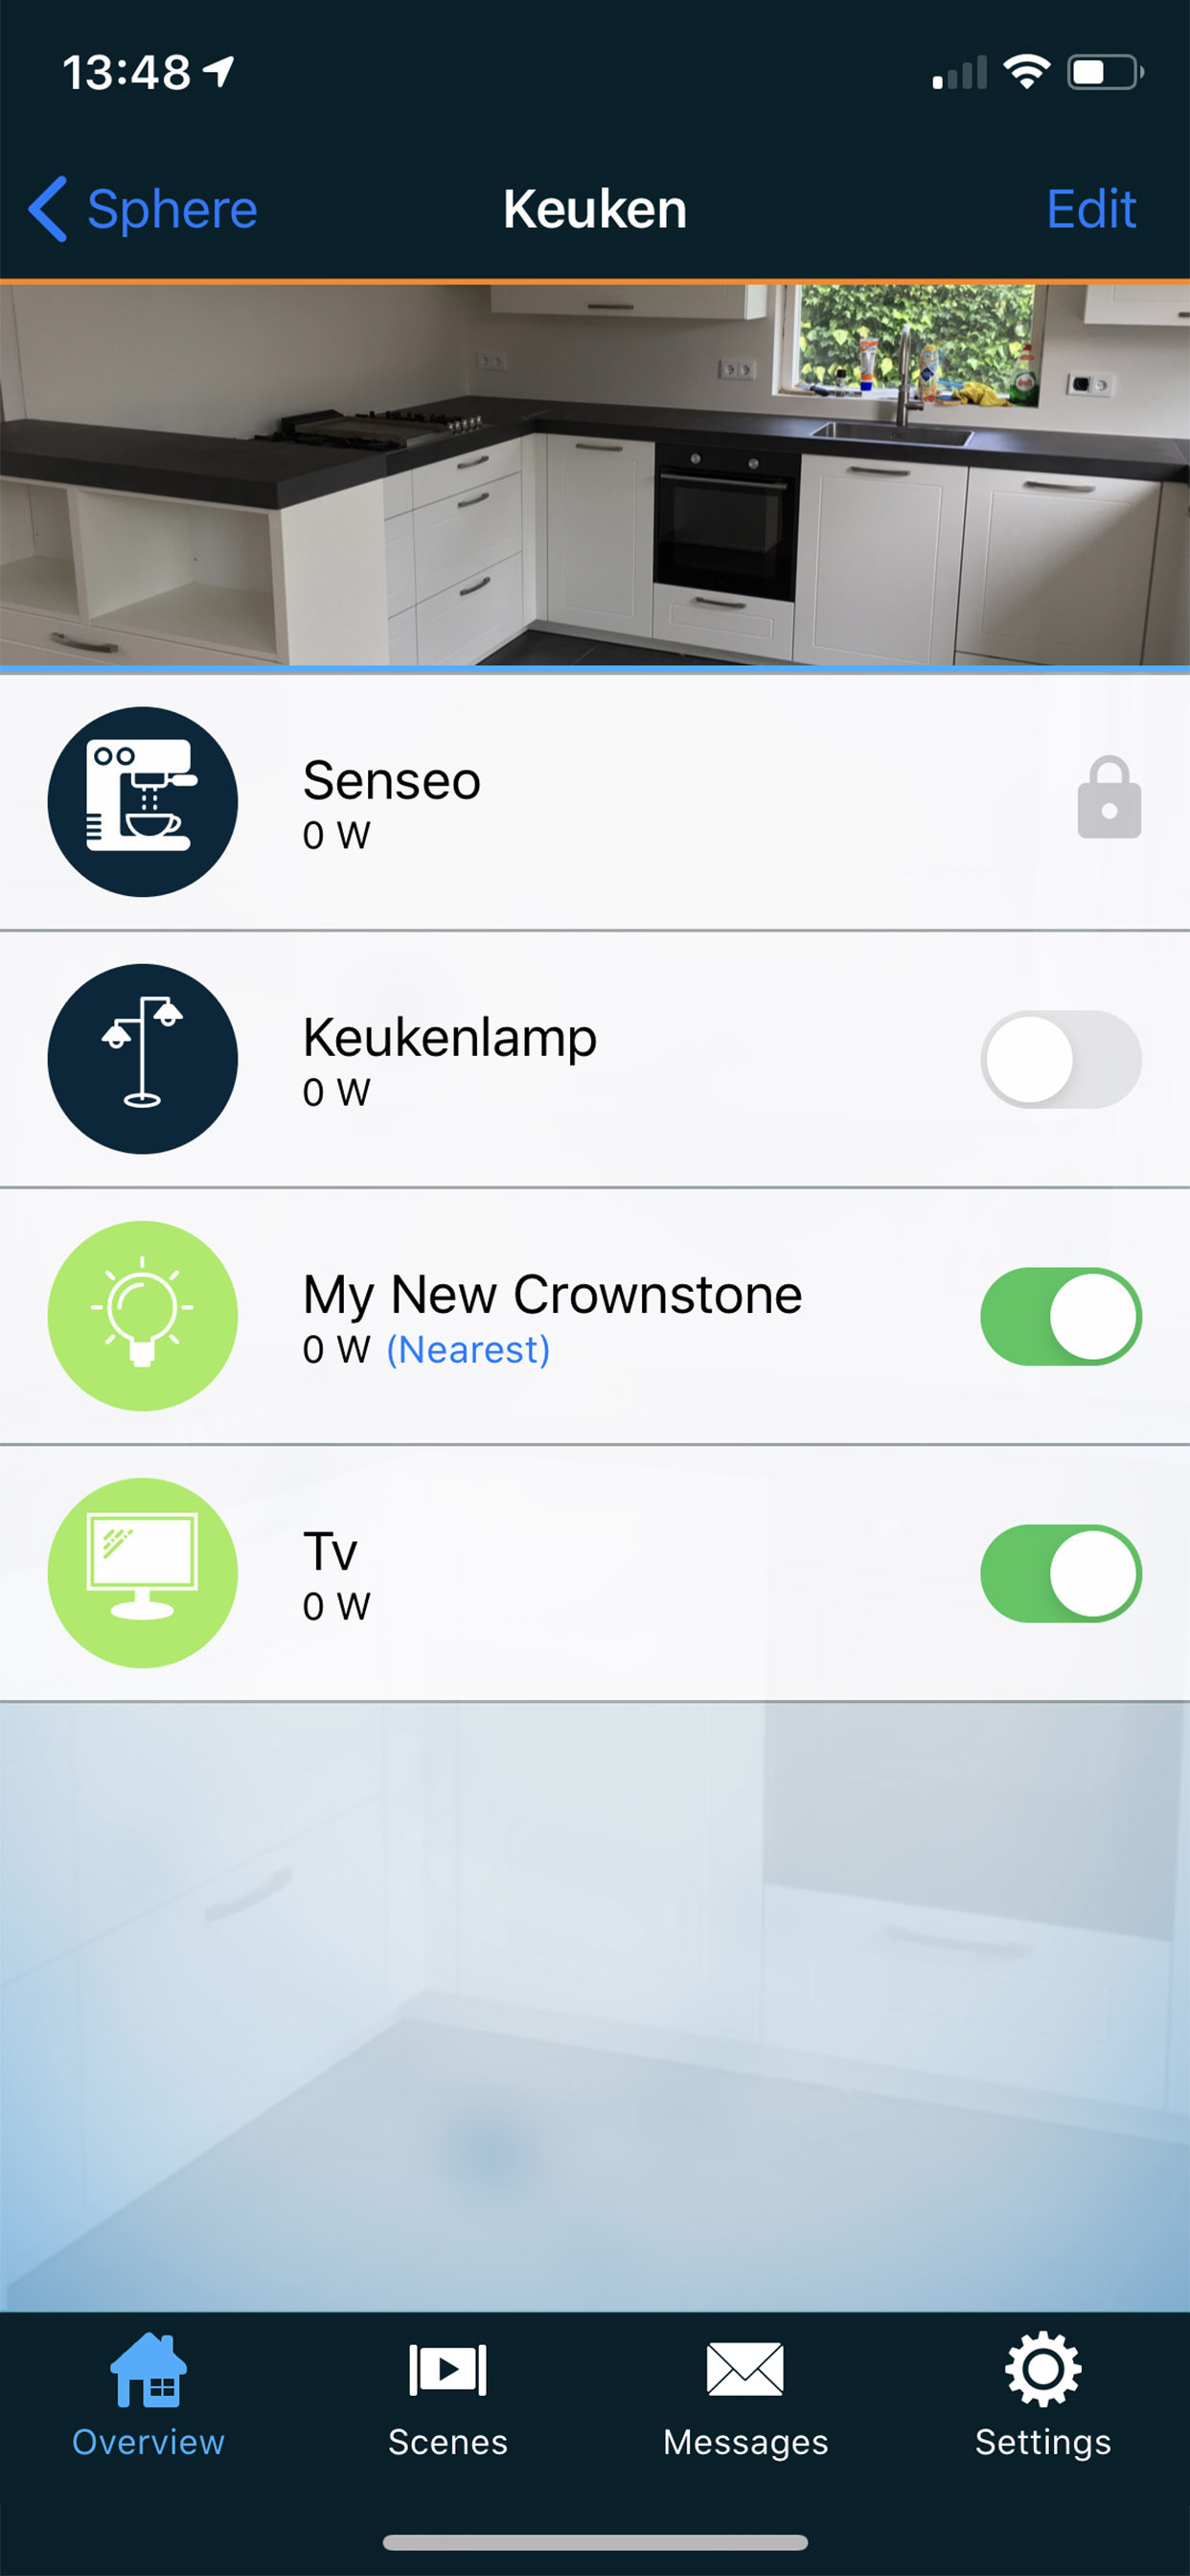 13:48
Sphere Keuken Edit
Senseo
0 W
Keukenlamp
0 W
My New Crownstone
0 W (Nearest)
Tv
0 W
Overview Scenes Messages Settings